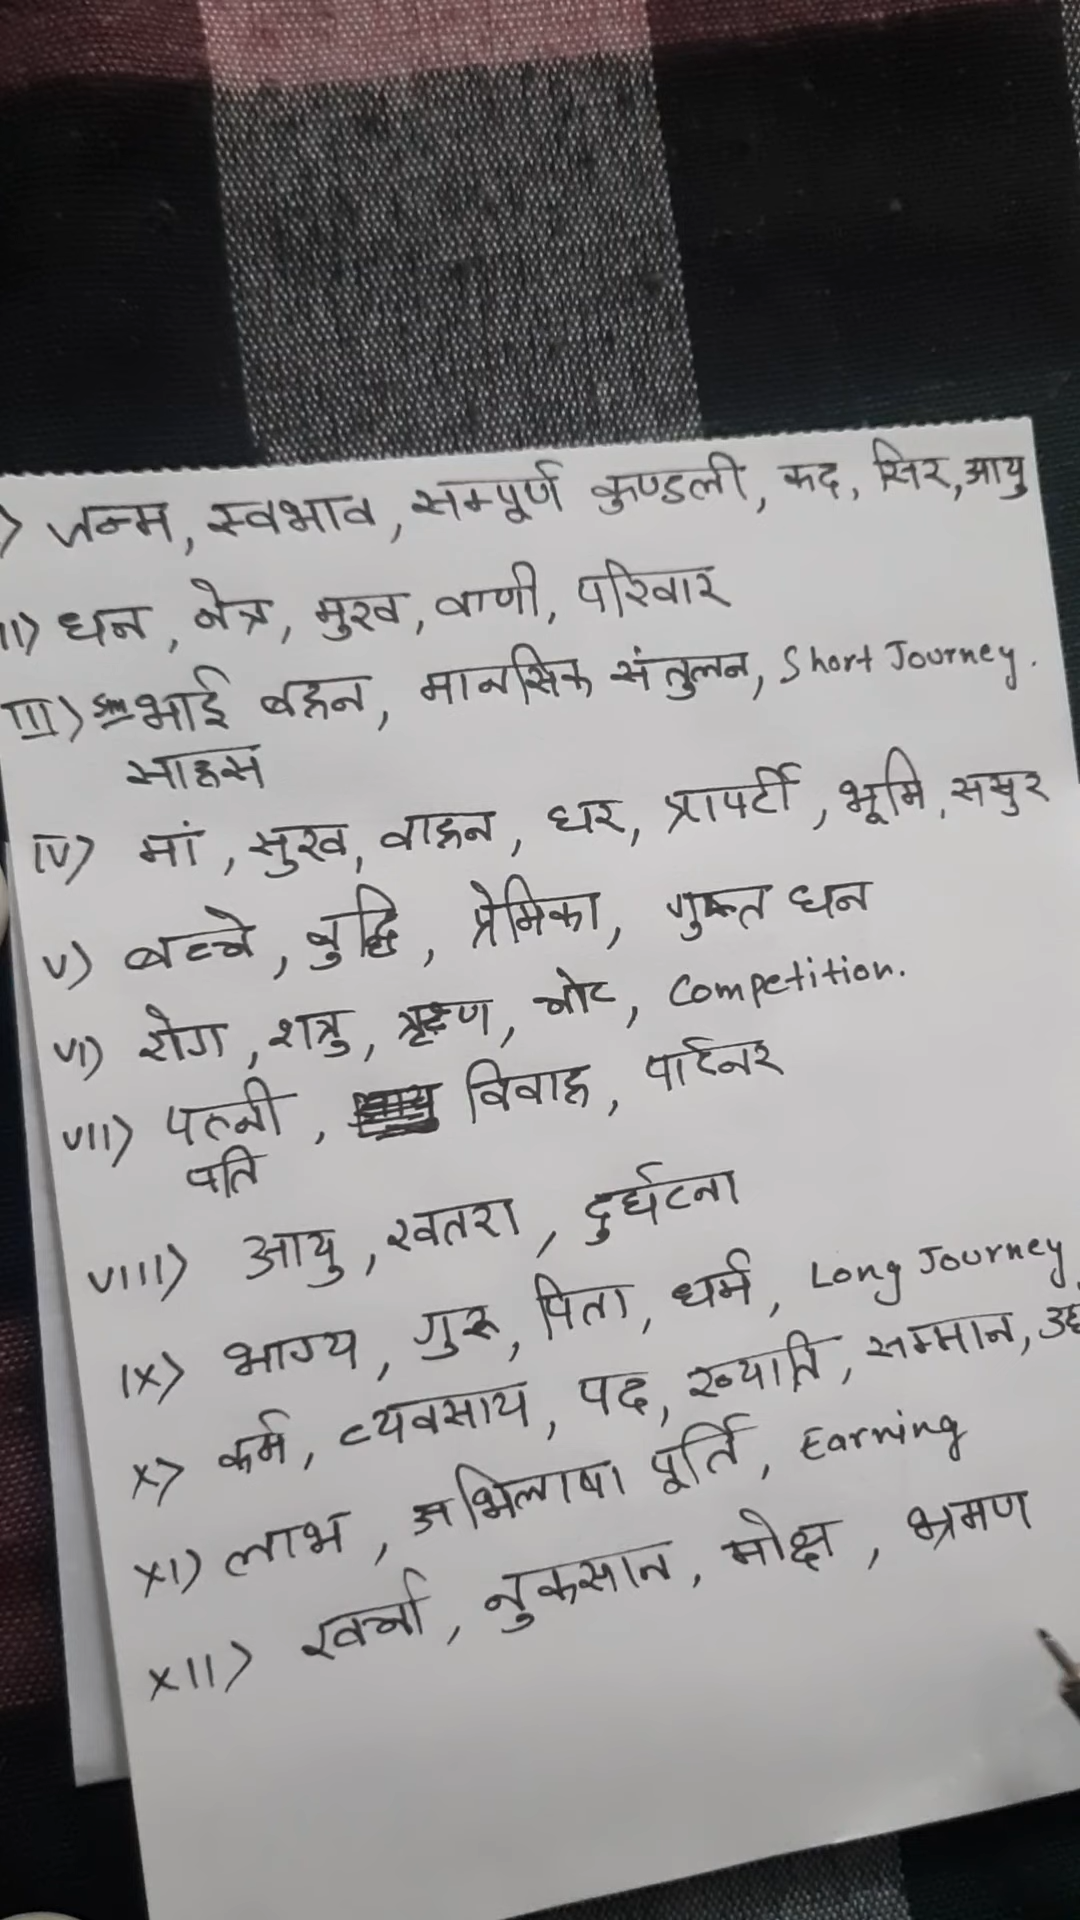 > जन्म, स्वभाव, सम्पूर्ण कुण्डली, कद, सिर, आयु
II> धन, नेत्र, मुख, वाणी, परिवार
III> भाई बहन, मानसिक संतुलन, Short Journey.
साहस
IV> मां, सुख, वाहन, घर, प्रापर्टी, भूमि, ससुर
V> बच्चे, बुद्धि, प्रेमिका, गुप्त धन
VI> रोग, शत्रु, ऋण, चोट, Competition.
VII> पत्नी, विवाह, पार्टनर
पति
VIII> आयु, खतरा, दुर्घटना
IX> भाग्य, गुरू, पिता, धर्म, Long Journey,
X> कर्म, व्यवसाय, पद, ख्याति, सम्मान,
XI> लाभ, अभिलाषा पूर्ति, Earning
XII> खर्चा, नुकसान, मोक्ष, भ्रमण